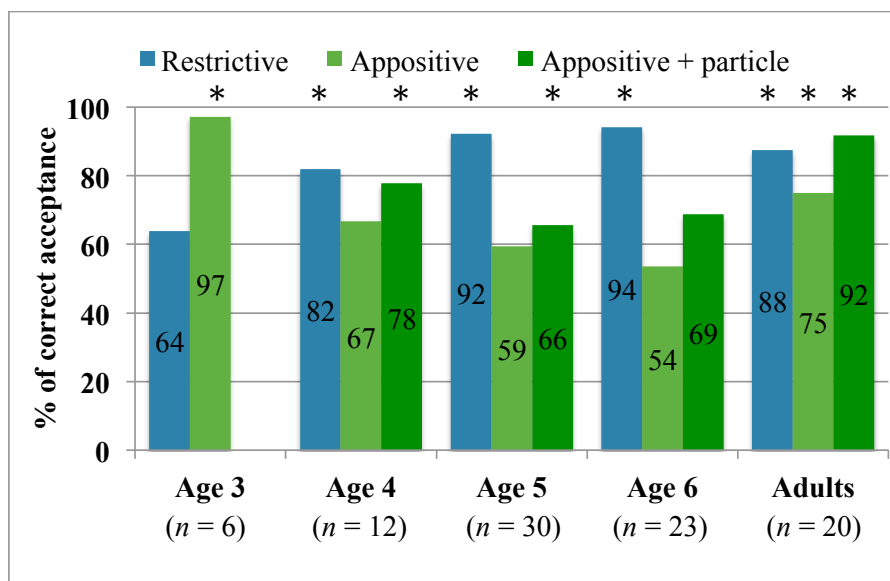 Restrictive Appositive Appositive + particle
* * * * * * * * *
100
80
60
40
20
0
% of correct acceptance
64 97 82 67 78 92 59 66 94 54 69 88 75 92
Age 3 Age 4 Age 5 Age 6 Adults
(n = 6) (n = 12) (n = 30) (n = 23) (n = 20)